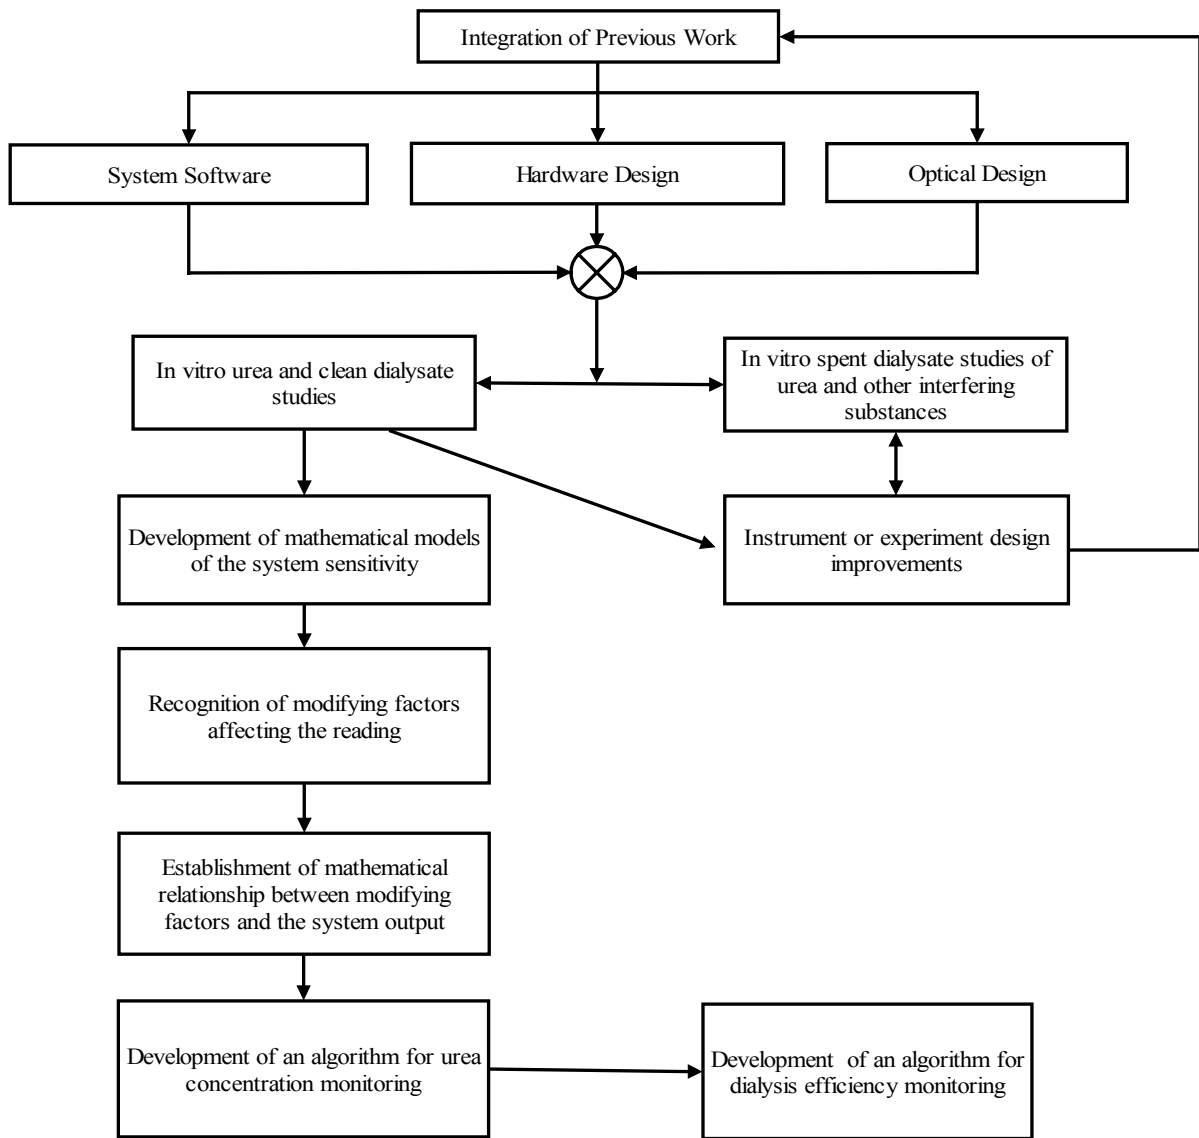 Integration of Previous Work
System Software
Hardware Design
Optical Design
In vitro urea and clean dialysate
studies
In vitro spent dialysate studies of
urea and other interfering
substances
Development of mathematical models
of the system sensitivity
Instrument or experiment design
improvements
Recognition of modifying factors
affecting the reading
Establishment of mathematical
relationship between modifying
factors and the system output
Development of an algorithm for urea
concentration monitoring
Development of an algorithm for
dialysis efficiency monitoring